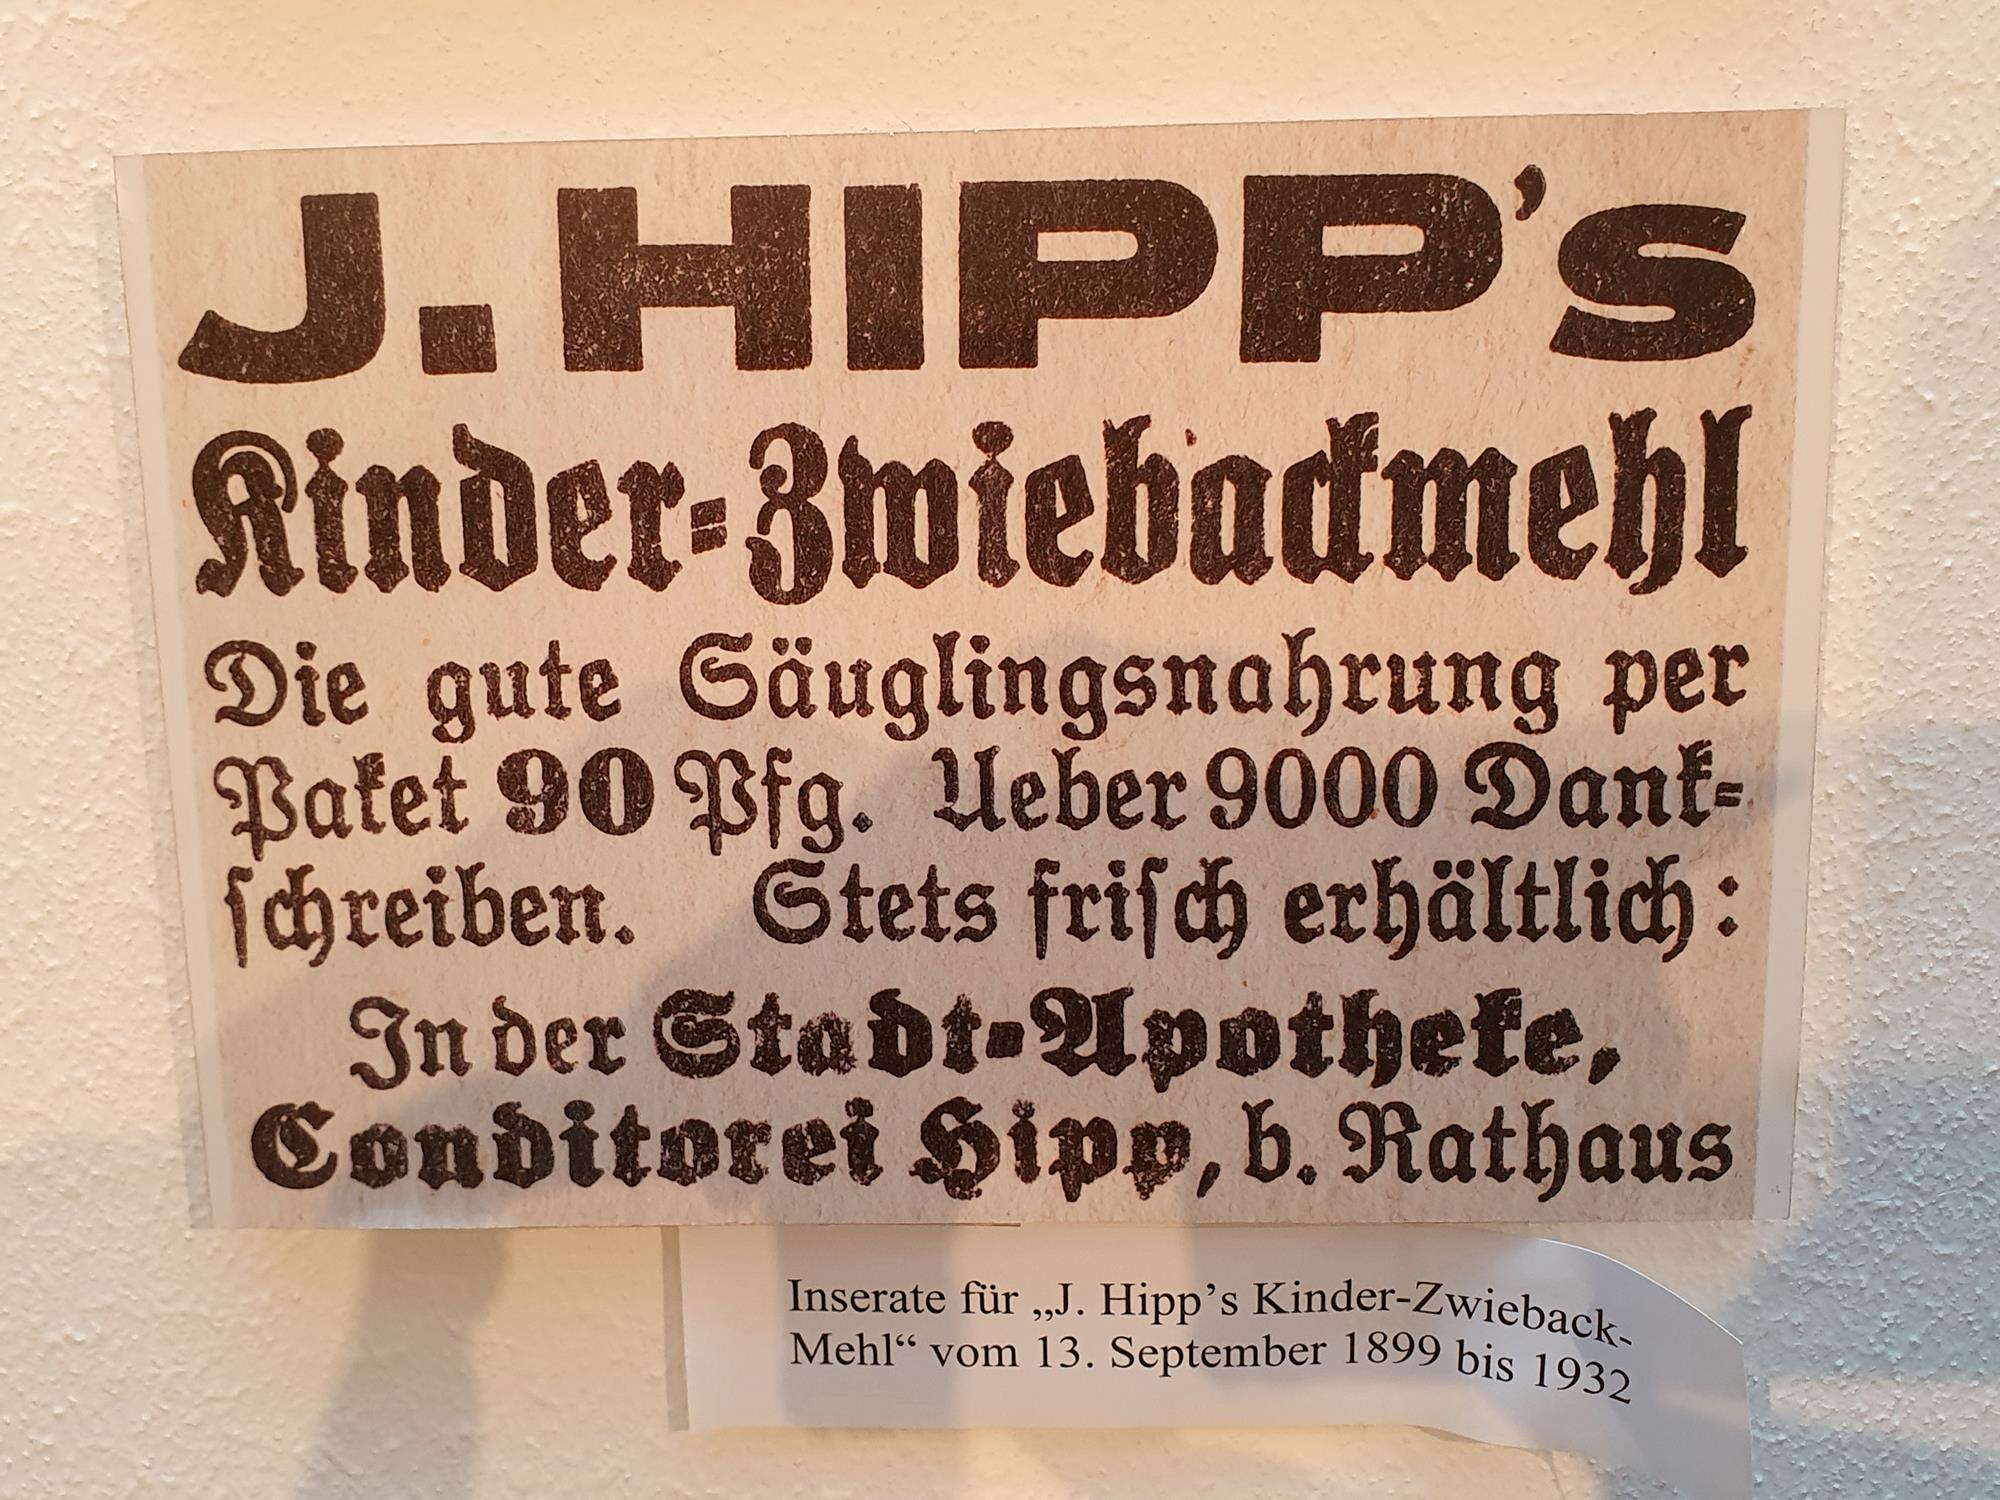 J. HIPP's
Kinder-Zwiebackmehl
Die gute Säuglingsnahrung per
Paket 90 Pfg. Ueber 9000 Dank-
ſchreiben. Stets friſch erhältlich:
In der Stadt-Apotheke,
Conditorei Hipp, b. Rathaus
Inserate für „J. Hipp’s Kinder-Zwieback-
Mehl“ vom 13. September 1899 bis 1932